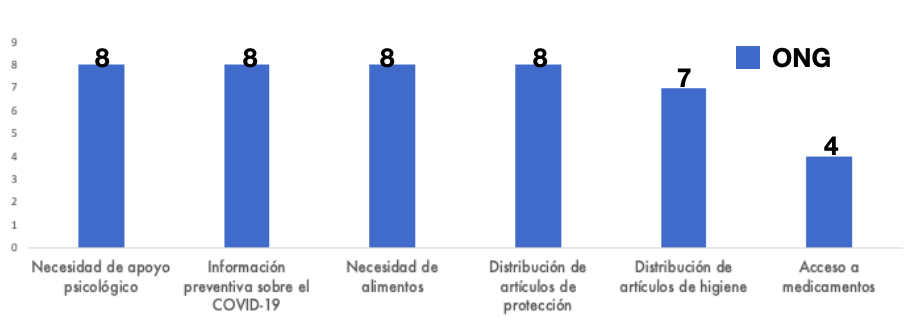 9
8
7
6
5
4
3
2
1
0
8
8
8
8
7
4
ONG
Necesidad de apoyo
psicológico
Información
preventiva sobre el
COVID-19
Necesidad de
alimentos
Distribución de
artículos de
protección
Distribución de
artículos de higiene
Acceso a
medicamentos